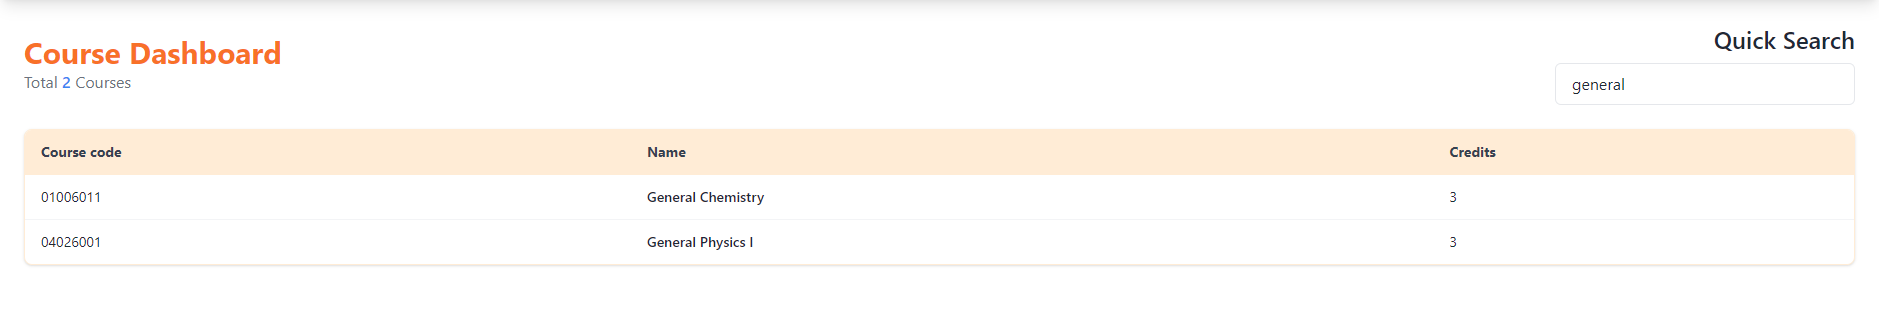 Course Dashboard
Total 2 Courses
Quick Search
general
Course code Name Credits
01006011 General Chemistry 3
04026001 General Physics I 3